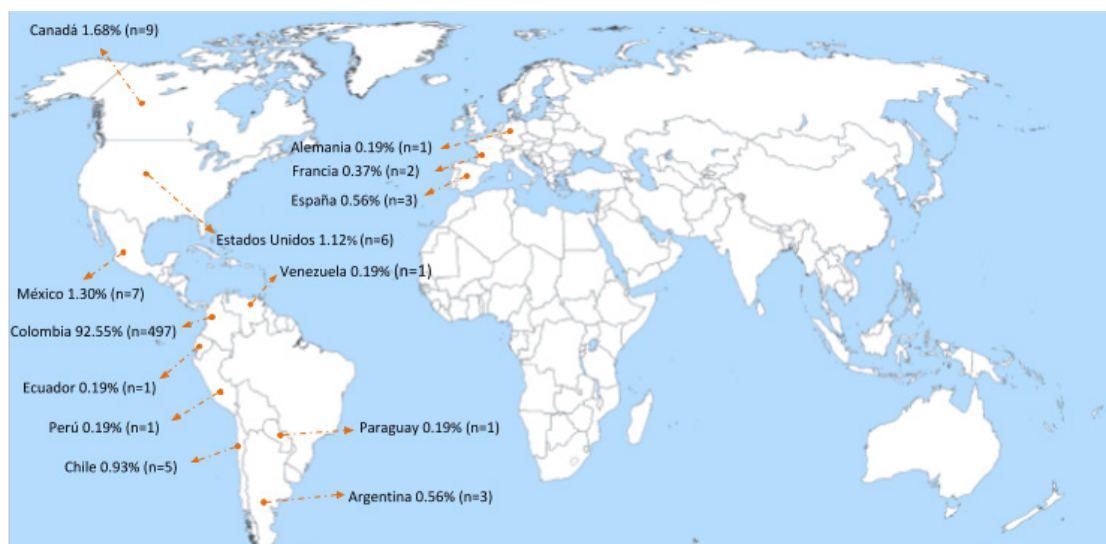 Canadá 1.68% (n=9)
Alemania 0.19% (n=1)
Francia 0.37% (n=2)
España 0.56% (n=3)
Estados Unidos 1.12% (n=6)
Venezuela 0.19% (n=1)
México 1.30% (n=7)
Colombia 92.55% (n=497)
Ecuador 0.19% (n=1)
Perú 0.19% (n=1)
Paraguay 0.19% (n=1)
Chile 0.93% (n=5)
Argentina 0.56% (n=3)